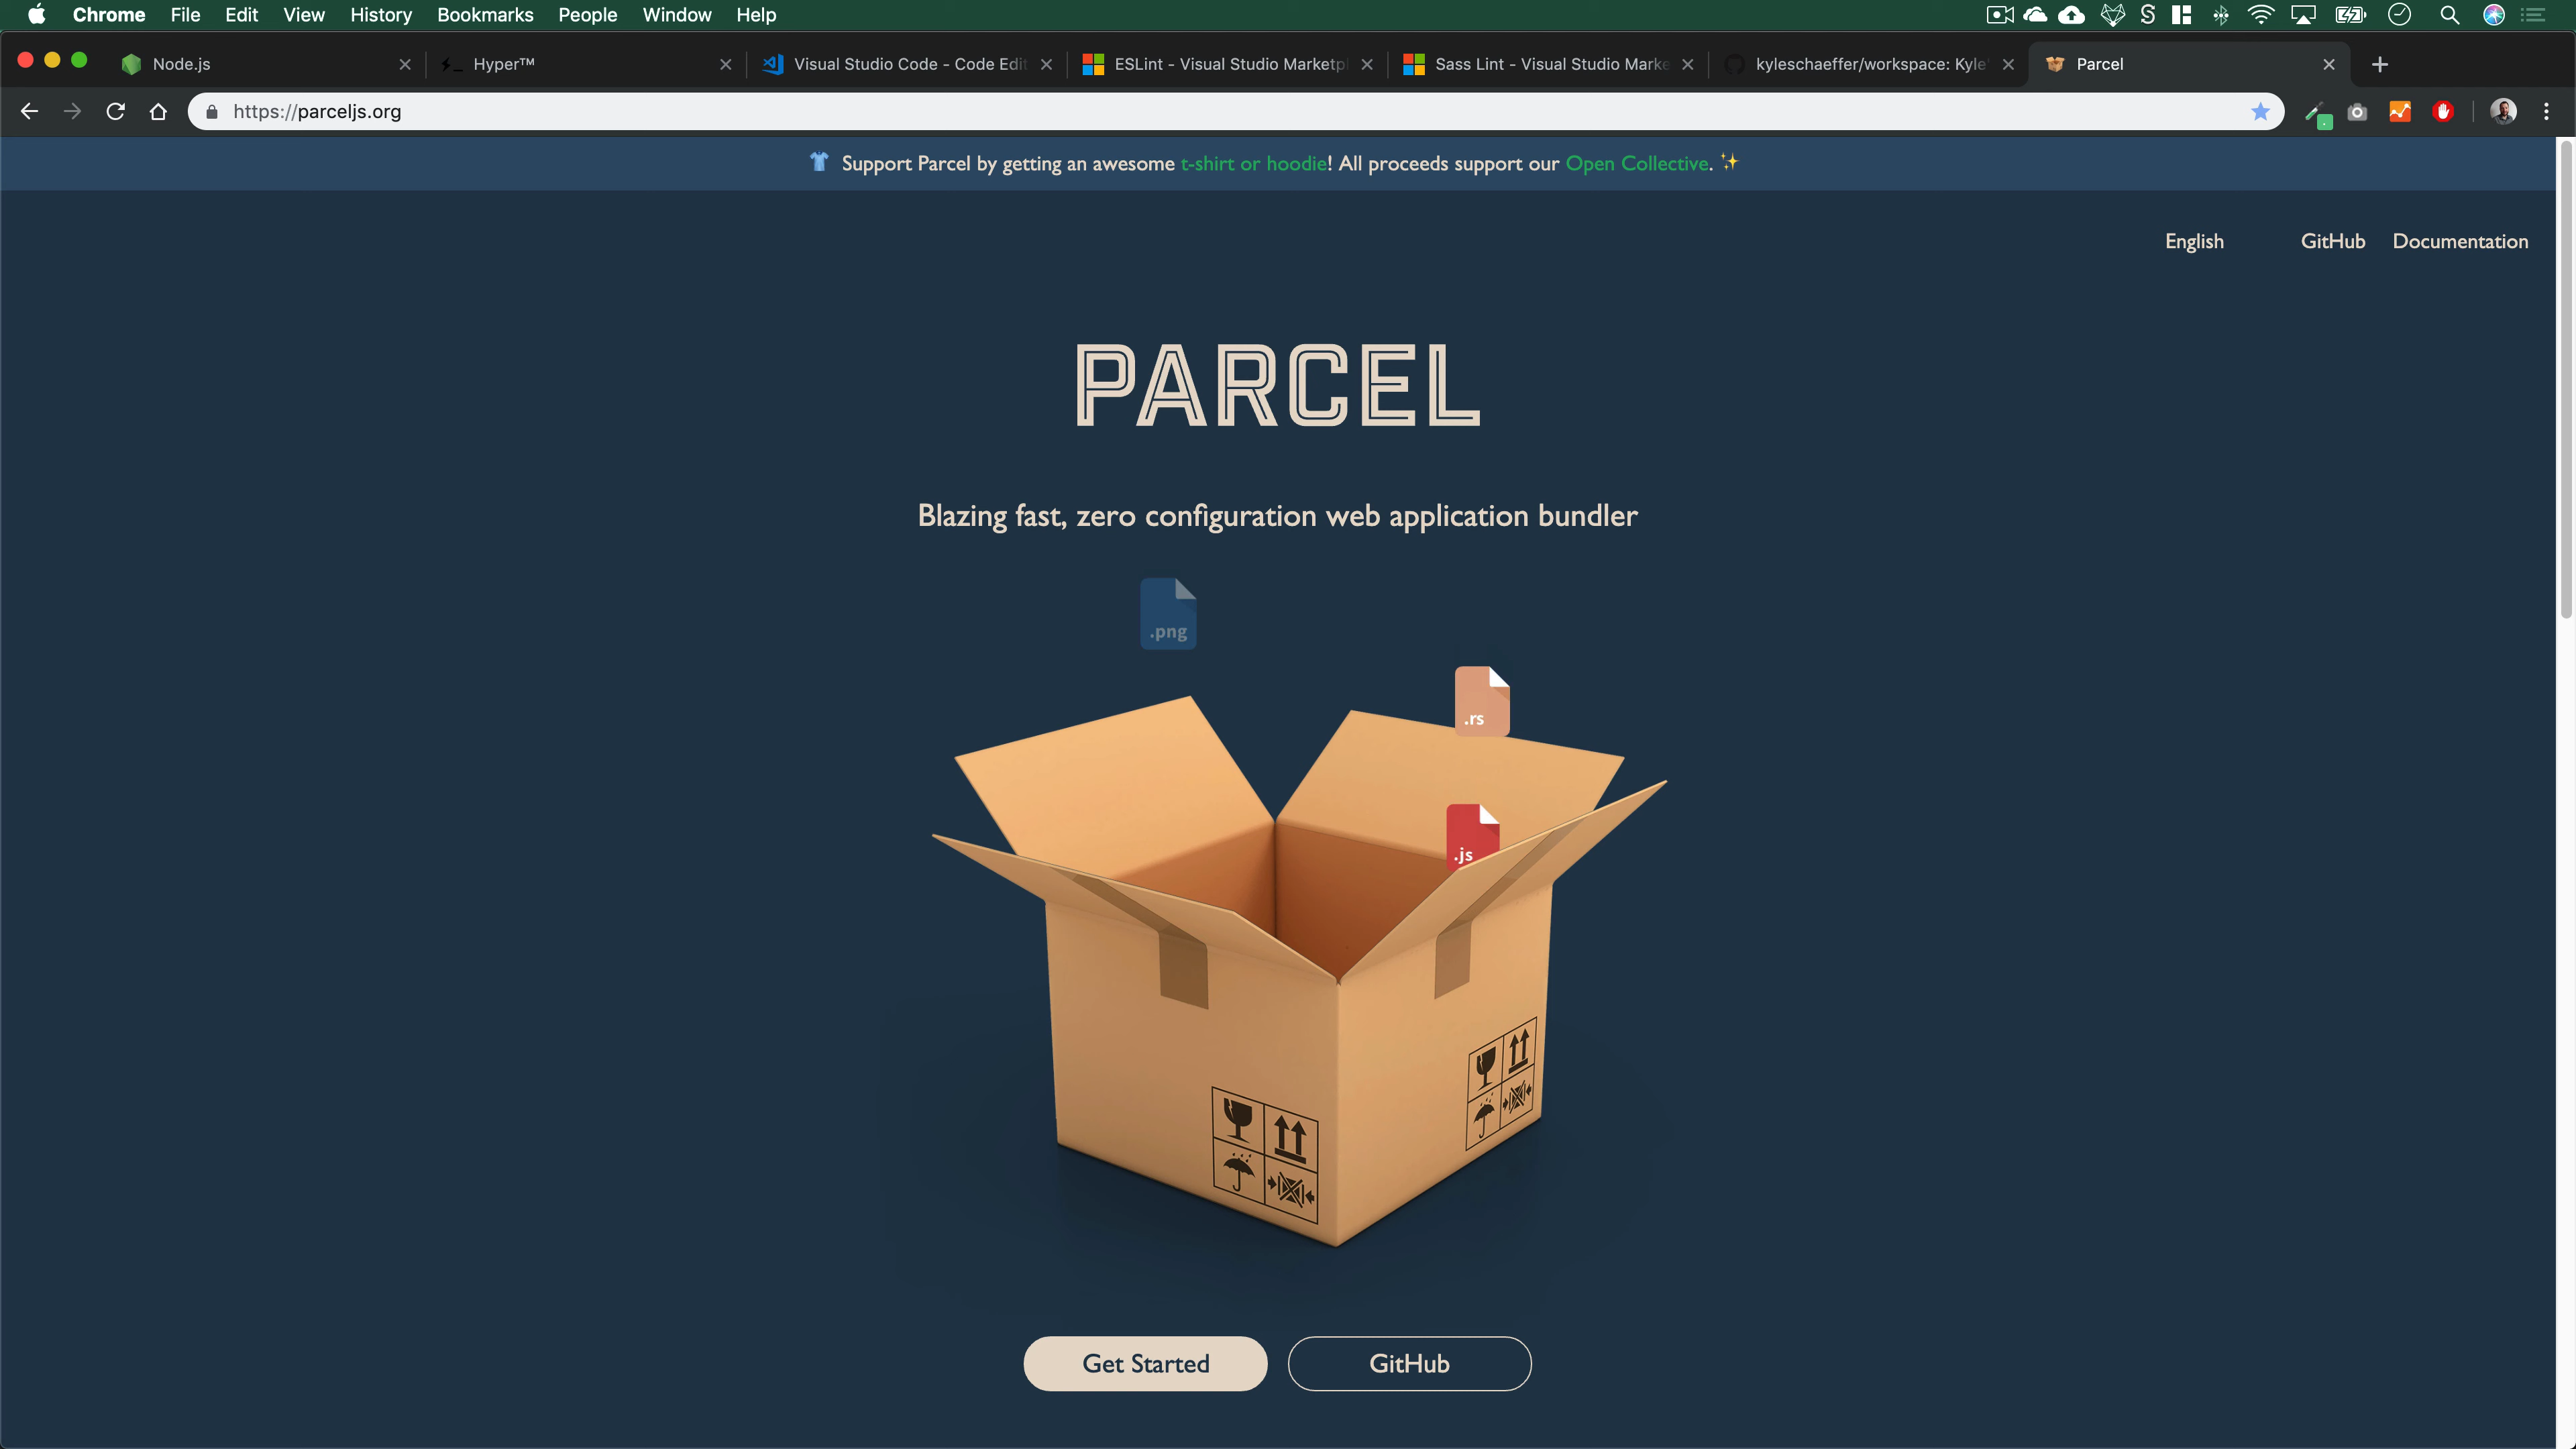 Chrome File Edit View History Bookmarks People Window Help
Node.js Hyper™ Visual Studio Code - Code Edit ESLint - Visual Studio Marketpl Sass Lint - Visual Studio Marke kyleschaeffer/workspace: Kyle' Parcel
https://parceljs.org
Support Parcel by getting an awesome t-shirt or hoodie! All proceeds support our Open Collective.
English GitHub Documentation
PARCEL
Blazing fast, zero configuration web application bundler
.png
.rs
.js
Get Started GitHub